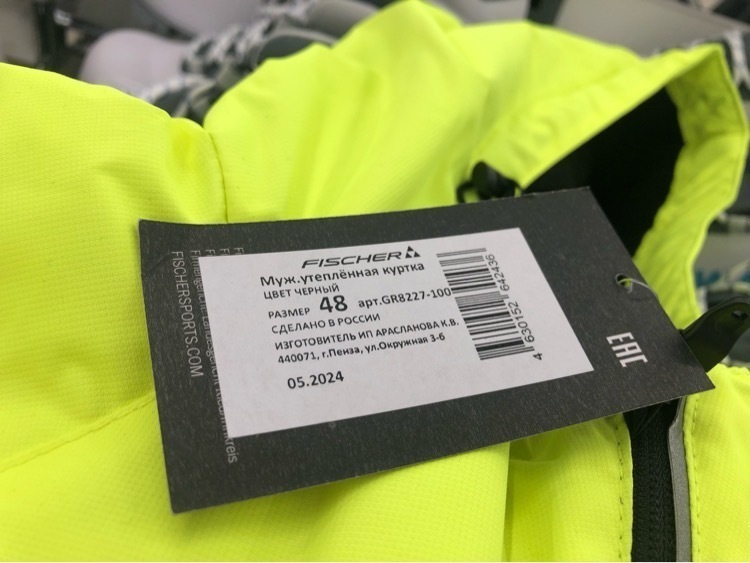 FISCHER
Муж.утеплённая куртка
ЦВЕТ ЧЕРНЫЙ
РАЗМЕР 48 арт.GR8227-100
СДЕЛАНО В РОССИИ
ИЗГОТОВИТЕЛЬ ИП АРАСЛАНОВА К.В.
440071, г.Пенза, ул.Окружная 3-б
05.2024
4 630152 642436
EAC
FISCHERSPORTS.COM